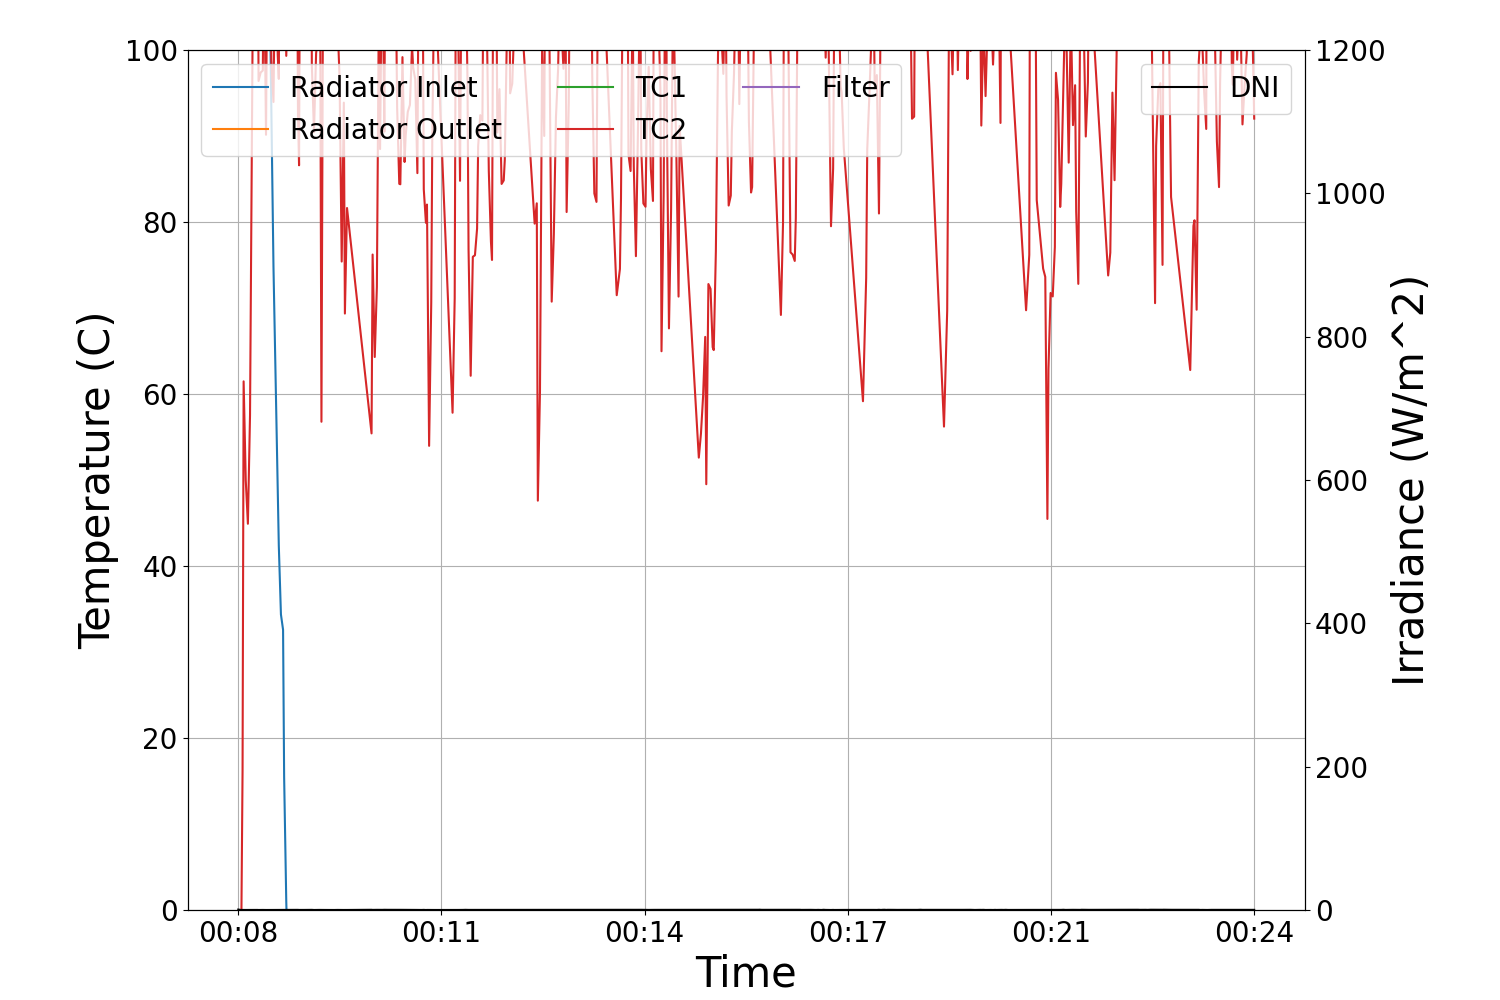 Radiator Inlet
Radiator Outlet
TC1
TC2
Filter
DNI
Temperature (C)
100
80
60
40
20
0
Irradiance (W/m^2)
1200
1000
800
600
400
200
0
00:08 00:11 00:14 00:17 00:21 00:24
Time